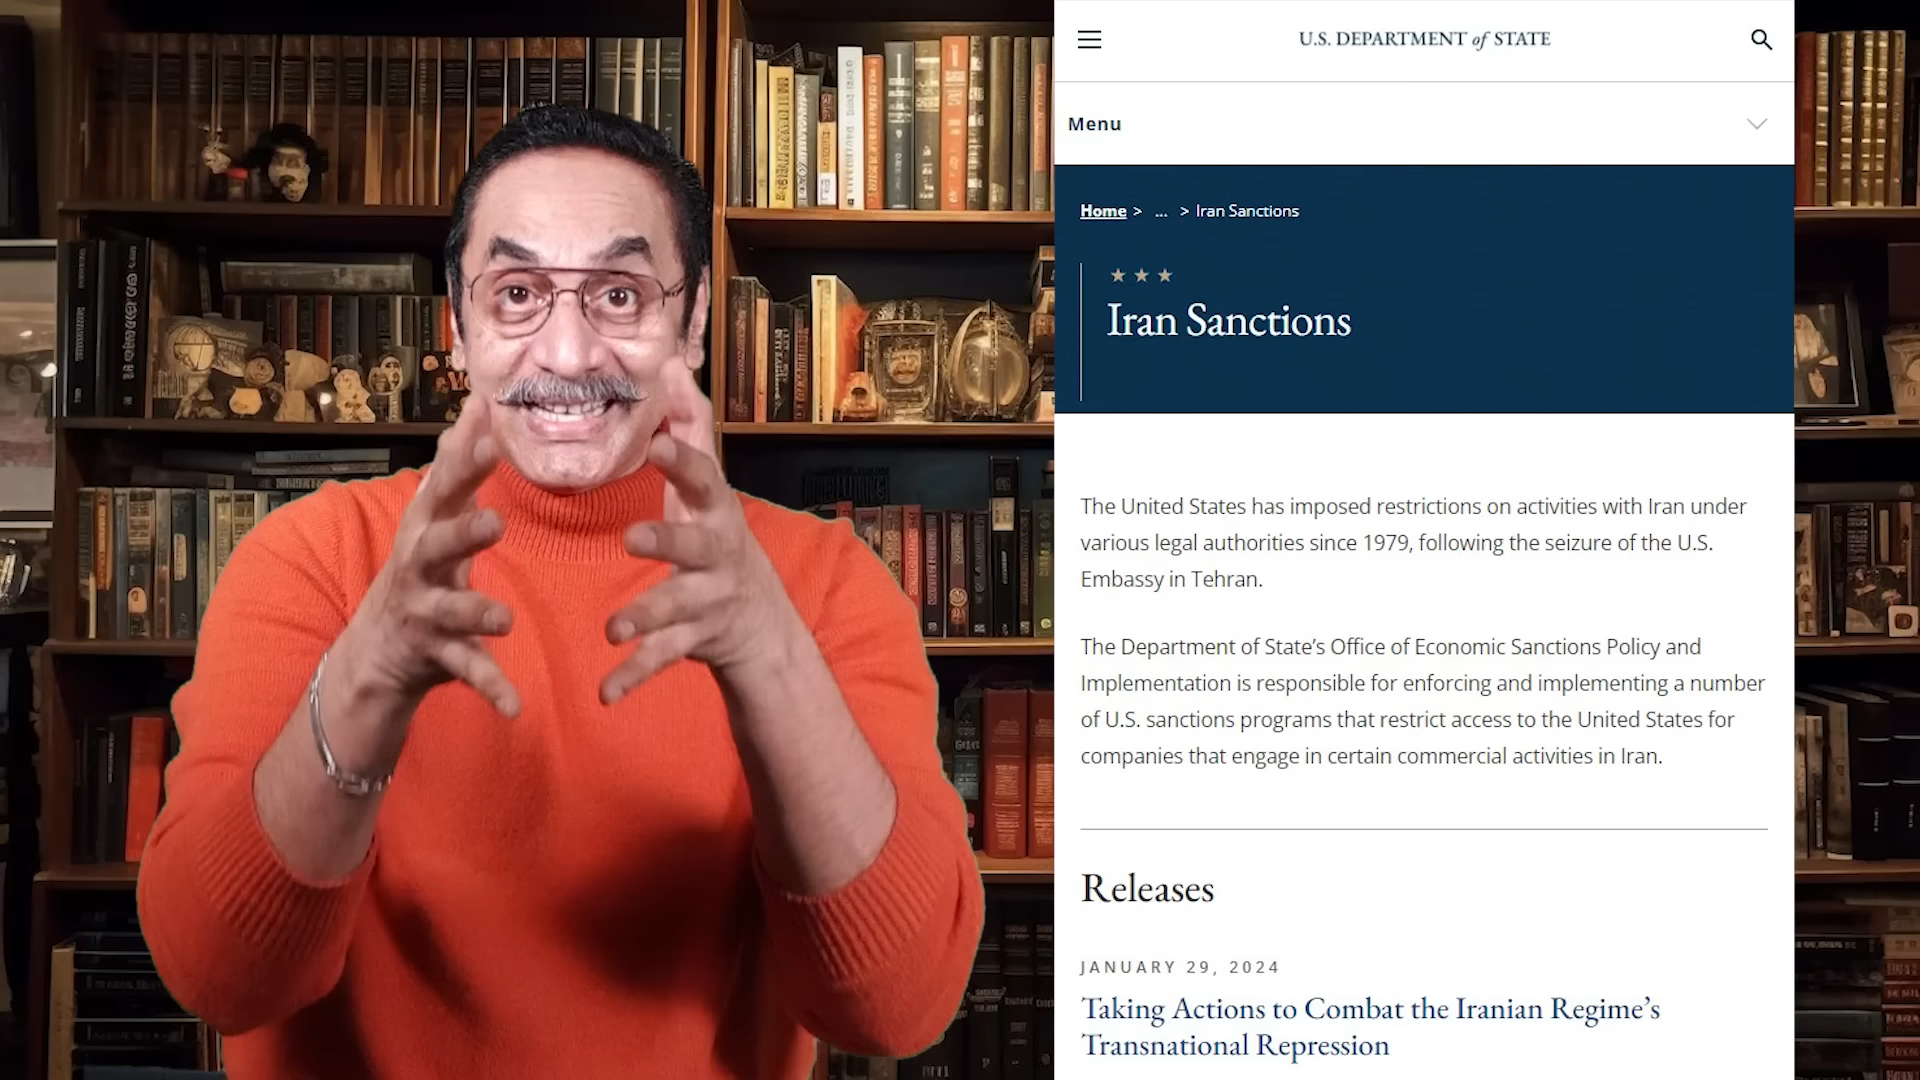 U.S. DEPARTMENT of STATE
Menu
Home > ... > Iran Sanctions
Iran Sanctions
The United States has imposed restrictions on activities with Iran under
various legal authorities since 1979, following the seizure of the U.S.
Embassy in Tehran.
The Department of State’s Office of Economic Sanctions Policy and
Implementation is responsible for enforcing and implementing a number
of U.S. sanctions programs that restrict access to the United States for
companies that engage in certain commercial activities in Iran.
Releases
JANUARY 29, 2024
Taking Actions to Combat the Iranian Regime’s
Transnational Repression